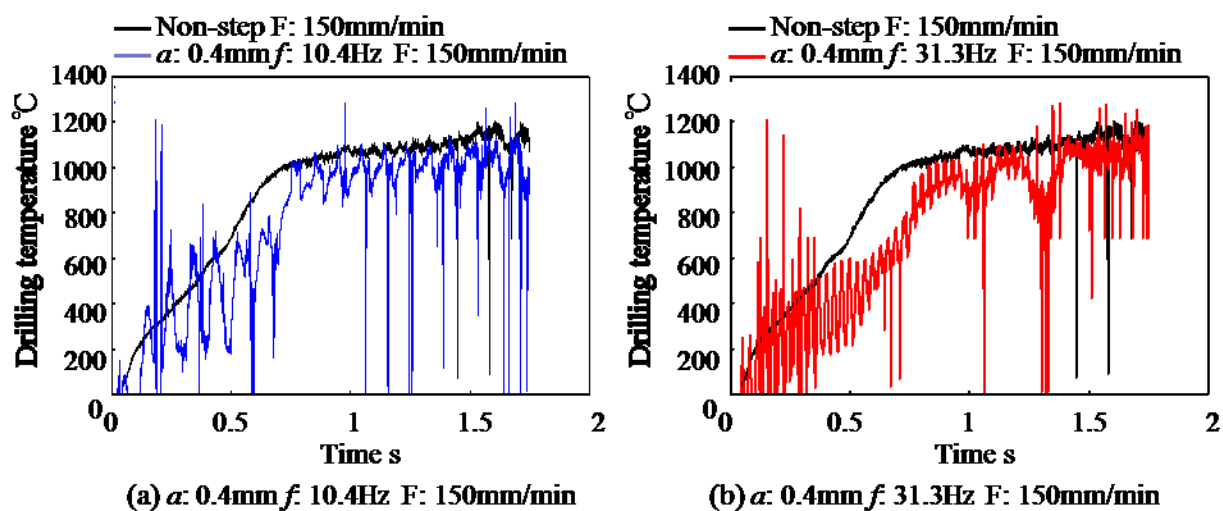 Non-step F: 150mm/min
a: 0.4mm f: 10.4Hz F: 150mm/min
1400
1200
1000
800
600
400
200
0
Drilling temperature ℃
0
0.5
1
1.5
2
Time s
(a) a: 0.4mm f: 10.4Hz F: 150mm/min
Non-step F: 150mm/min
a: 0.4mm f: 31.3Hz F: 150mm/min
1400
1200
1000
800
600
400
200
0
Drilling temperature ℃
0
0.5
1
1.5
2
Time s
(b) a: 0.4mm f: 31.3Hz F: 150mm/min